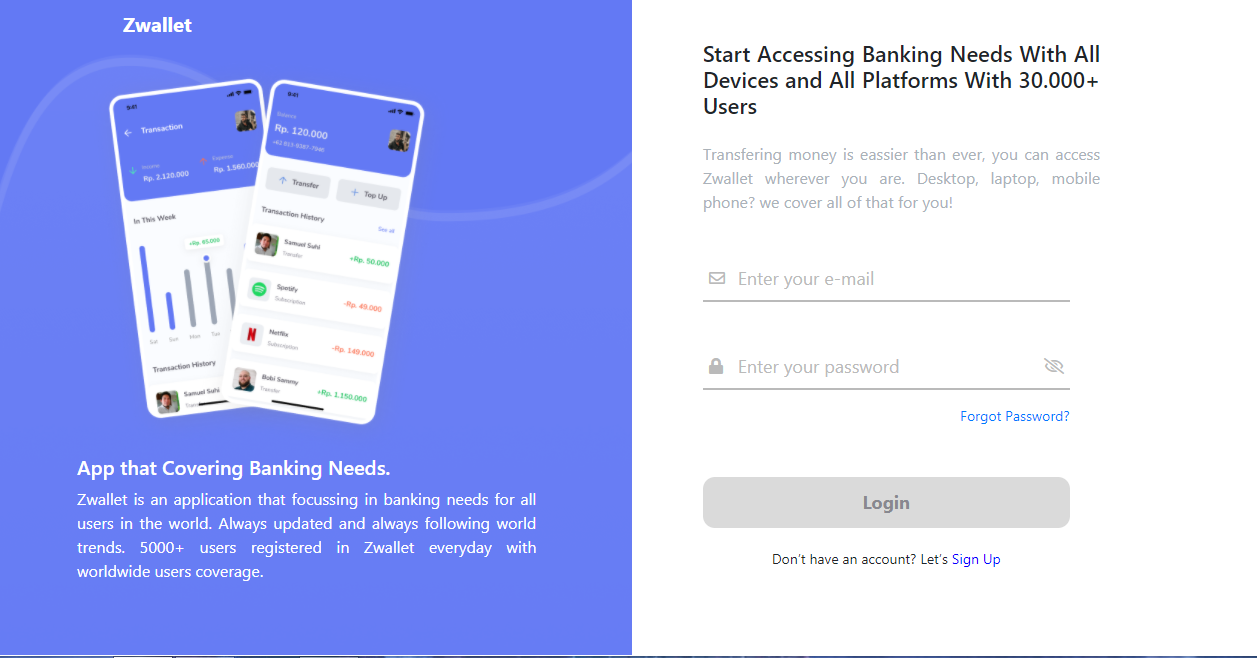 Zwallet
9:41
Transaction
Income
Rp. 2.120.000
Expense
Rp. 1.560.000
In This Week
+Rp. 65.000
Sat Sun Mon Tue
Transaction History
Samuel Suhi
9:41
Balance
Rp. 120.000
Transfer
Top Up
Transaction History
See all
Samuel Suhi
Transfer
+Rp. 50.000
Spotify
Subscription
-Rp. 49.000
Netflix
Subscription
-Rp. 149.000
Bobi Sammy
Transfer
+Rp. 1.150.000
App that Covering Banking Needs.
Zwallet is an application that focussing in banking needs for all
users in the world. Always updated and always following world
trends. 5000+ users registered in Zwallet everyday with
worldwide users coverage.
Start Accessing Banking Needs With All
Devices and All Platforms With 30.000+
Users
Transfering money is eassier than ever, you can access
Zwallet wherever you are. Desktop, laptop, mobile
phone? we cover all of that for you!
Enter your e-mail
Enter your password
Forgot Password?
Login
Don't have an account? Let's Sign Up